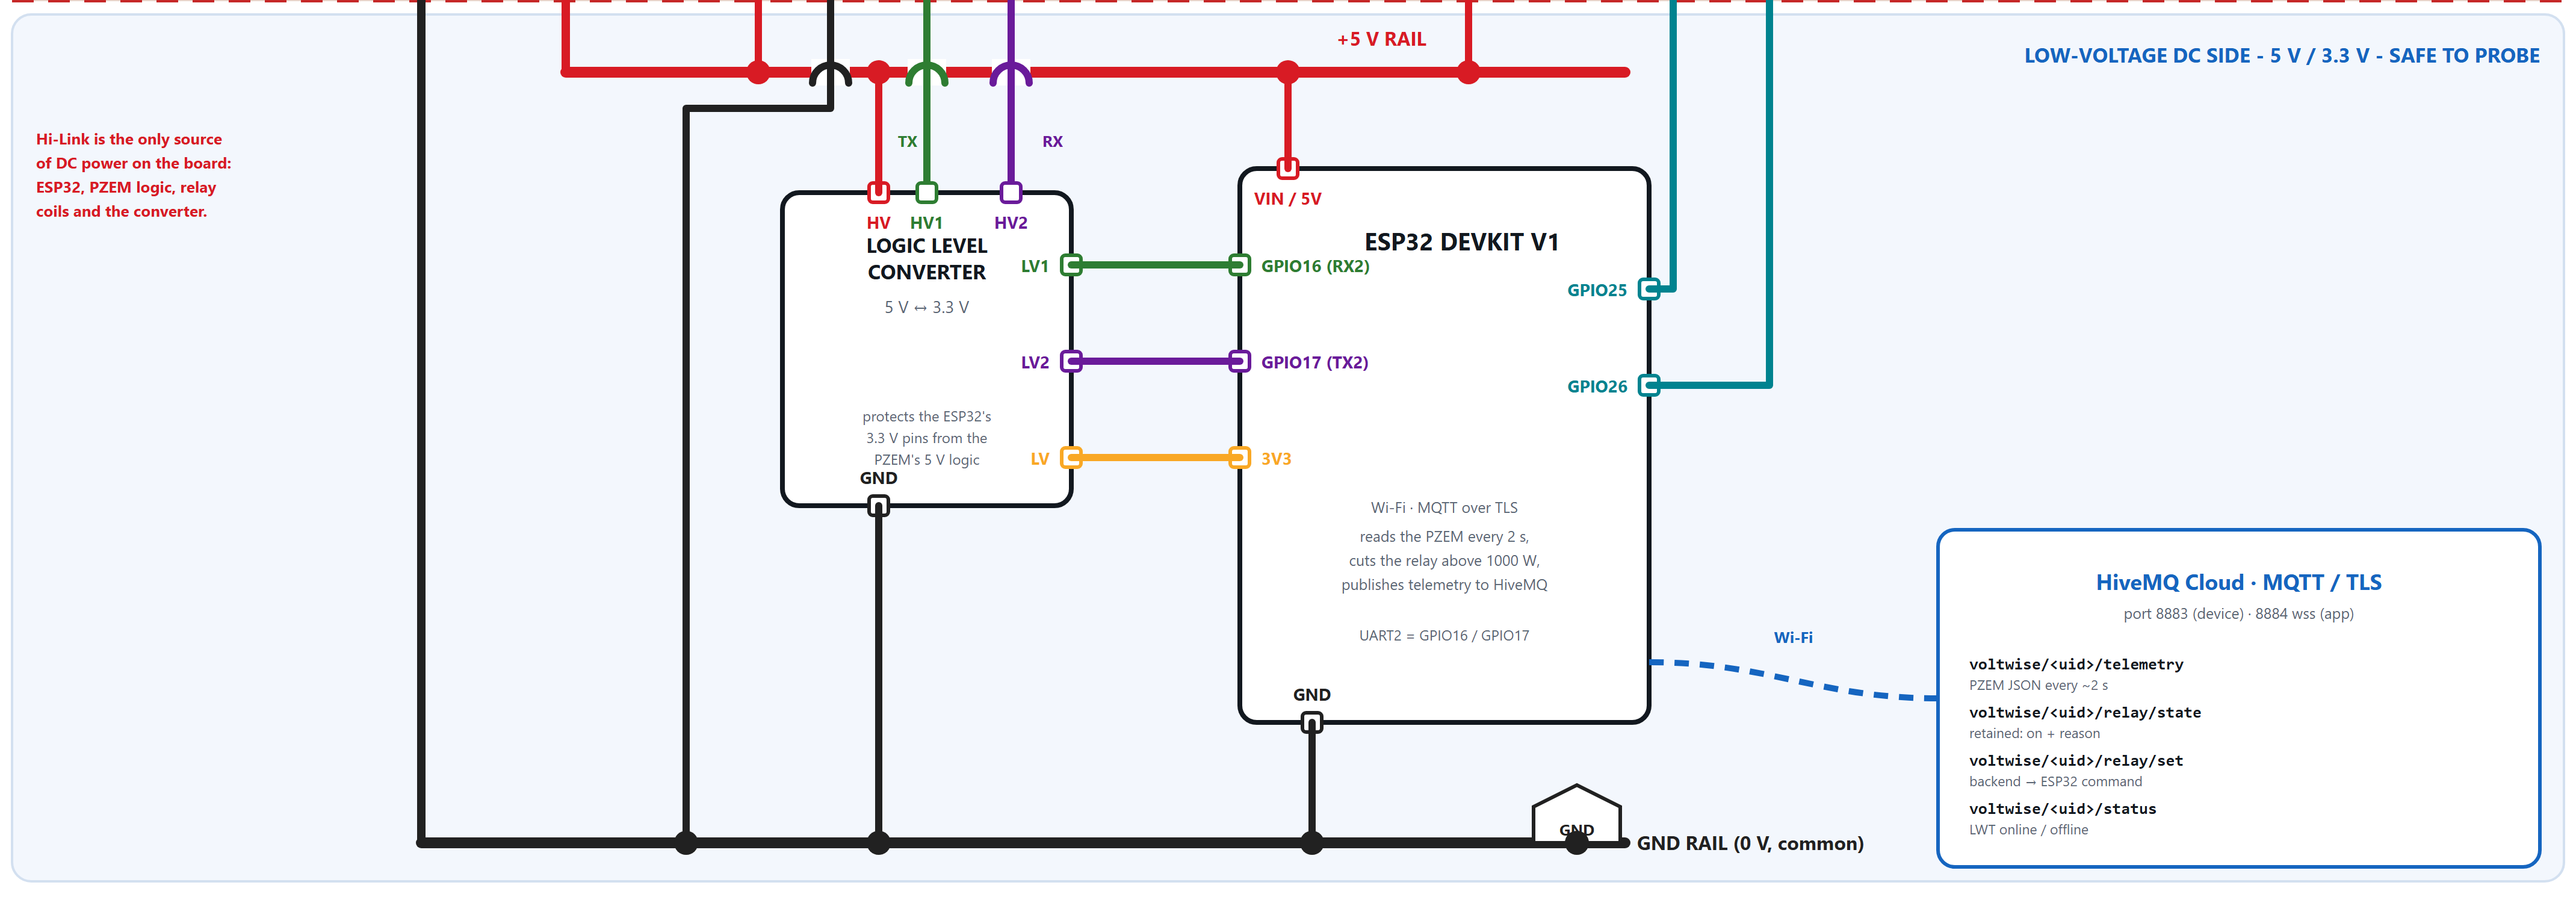 +5 V RAIL
LOW-VOLTAGE DC SIDE - 5 V / 3.3 V - SAFE TO PROBE
Hi-Link is the only source
of DC power on the board:
ESP32, PZEM logic, relay
coils and the converter.
TX
RX
HV
HV1
HV2
LOGIC LEVEL
CONVERTER
5 V ↔ 3.3 V
LV1
LV2
protects the ESP32's
3.3 V pins from the
PZEM's 5 V logic
LV
GND
VIN / 5V
ESP32 DEVKIT V1
GPIO16 (RX2)
GPIO25
GPIO17 (TX2)
GPIO26
3V3
Wi-Fi · MQTT over TLS
reads the PZEM every 2 s,
cuts the relay above 1000 W,
publishes telemetry to HiveMQ
UART2 = GPIO16 / GPIO17
GND
Wi-Fi
HiveMQ Cloud · MQTT / TLS
port 8883 (device) · 8884 wss (app)
voltwise/<uid>/telemetry
PZEM JSON every ~2 s
voltwise/<uid>/relay/state
retained: on + reason
voltwise/<uid>/relay/set
backend → ESP32 command
voltwise/<uid>/status
LWT online / offline
GND
GND RAIL (0 V, common)